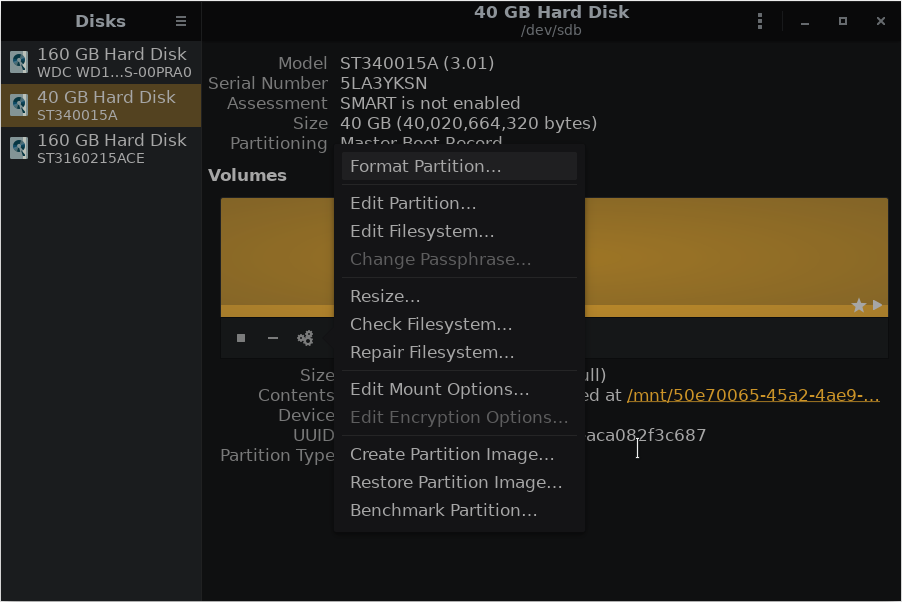 Disks
40 GB Hard Disk
/dev/sdb
160 GB Hard Disk
WDC WD1…S-00PRA0
40 GB Hard Disk
ST340015A
160 GB Hard Disk
ST3160215ACE
Model ST340015A (3.01)
Serial Number 5LA3YKSN
Assessment SMART is not enabled
Size 40 GB (40,020,664,320 bytes)
Partitioning Master Boot Record
Volumes
Format Partition…
Edit Partition…
Edit Filesystem…
Change Passphrase…
Resize…
Check Filesystem…
Repair Filesystem…
Edit Mount Options…
Edit Encryption Options…
Create Partition Image…
Restore Partition Image…
Benchmark Partition…
Size ull)
Contents ed at /mnt/50e70065-45a2-4ae9-…
Device
UUID aca082f3c687
Partition Type